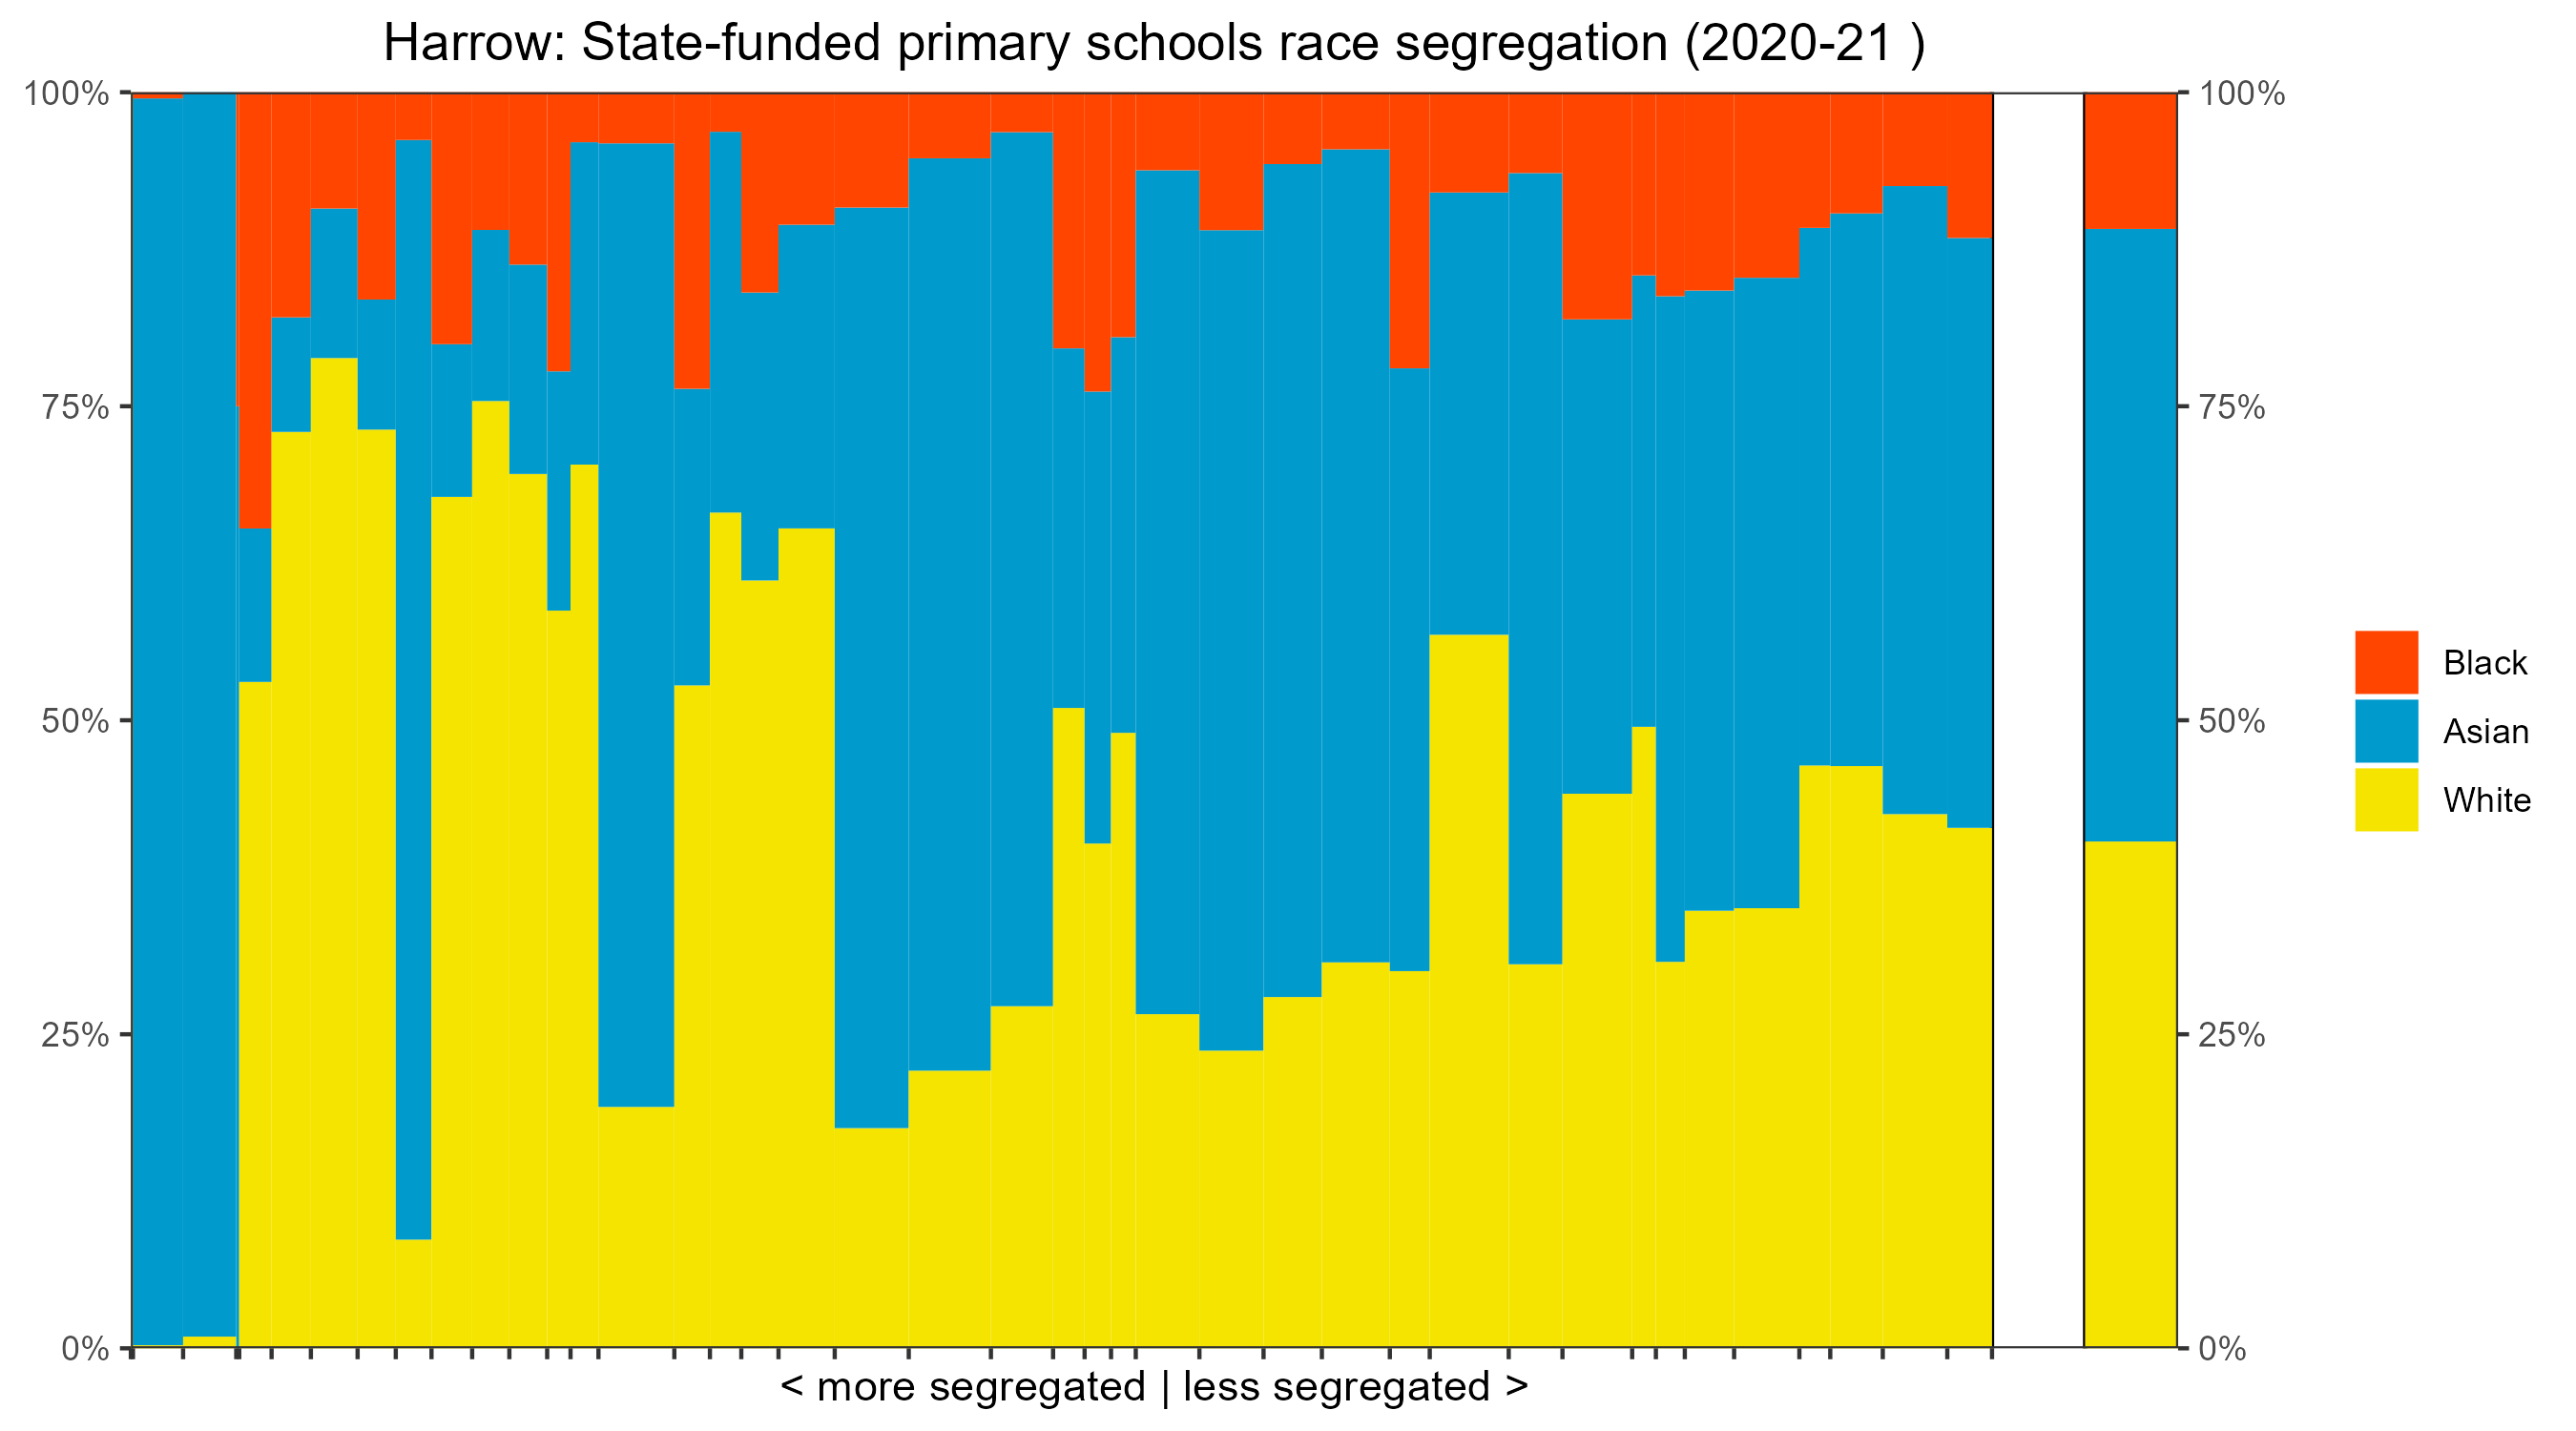 Harrow: State-funded primary schools race segregation (2020-21 )
100%
75%
50%
25%
0%
100%
75%
50%
25%
0%
Black
Asian
White
< more segregated | less segregated >